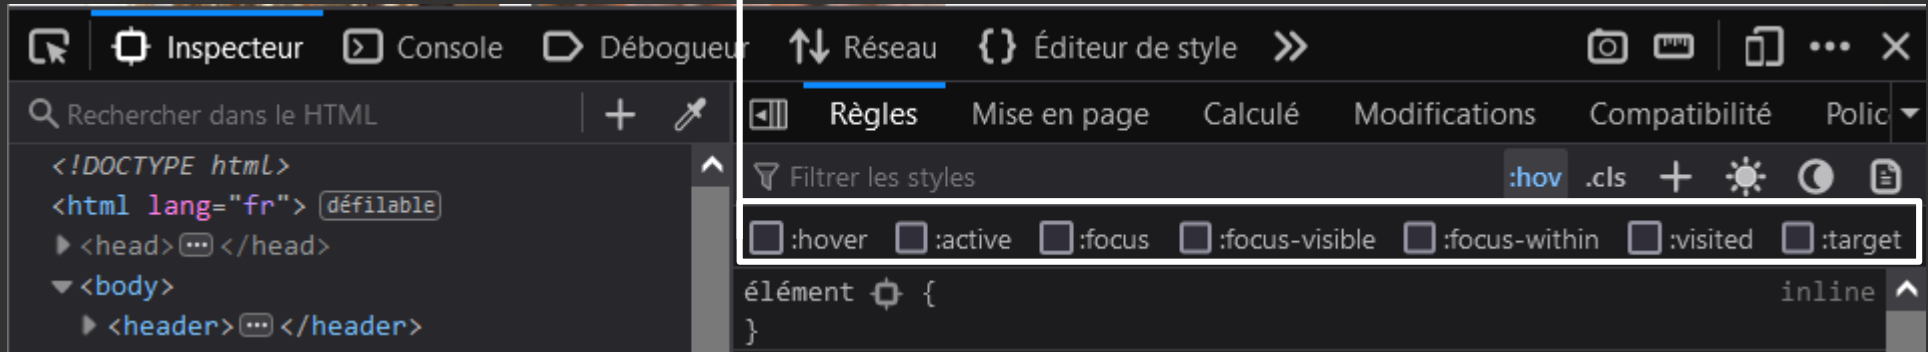 Inspecteur Console Débogueur Réseau {} Éditeur de style
Rechercher dans le HTML
Règles Mise en page Calculé Modifications Compatibilité Polic
Filtrer les styles :hov .cls
:hover :active :focus :focus-visible :focus-within :visited :target
<!DOCTYPE html>
<html lang="fr"> défilable
<head> </head>
<body>
<header> </header>
élément { inline
}